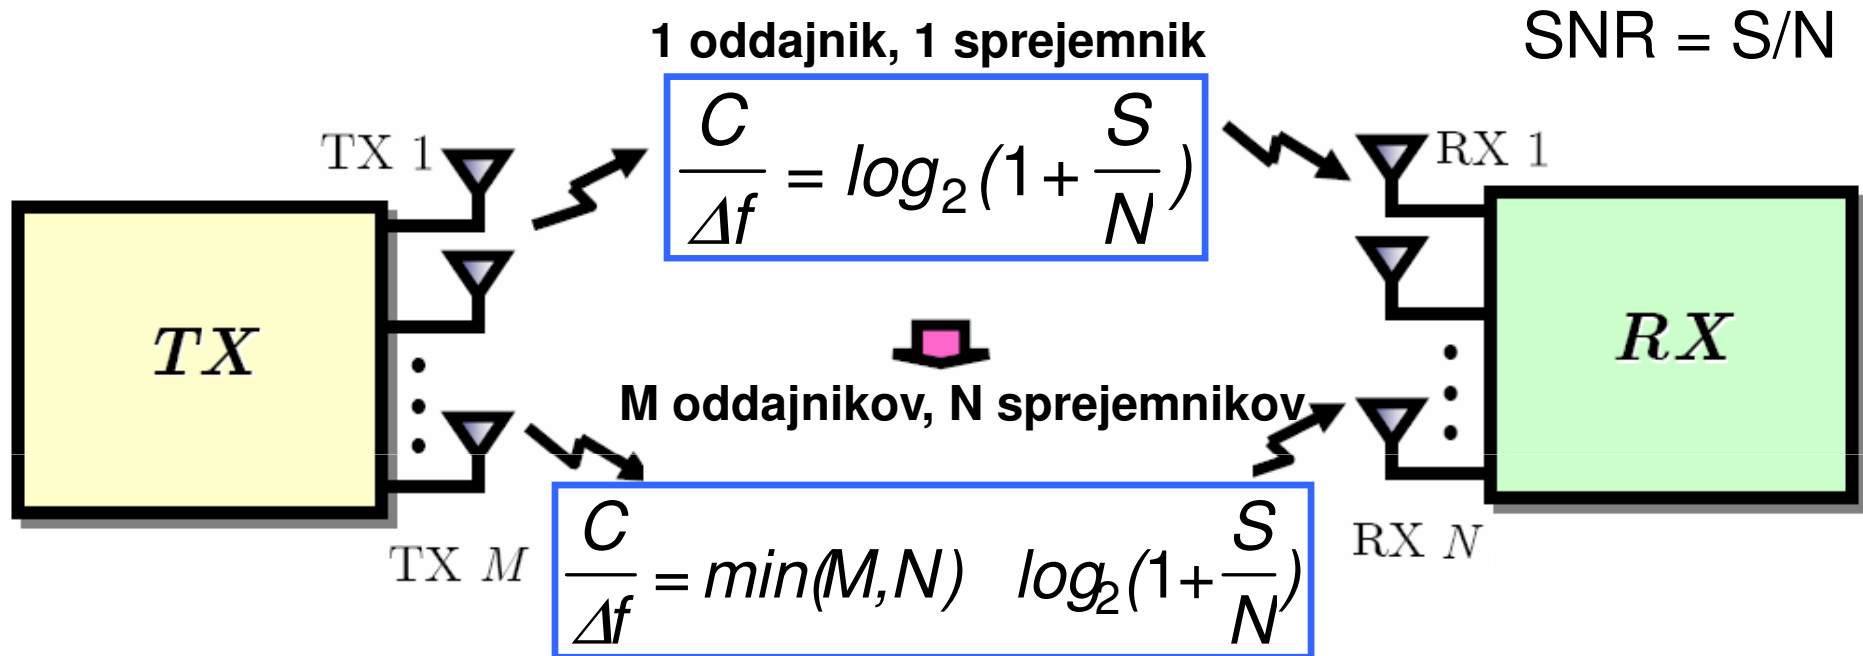 1 oddajnik, 1 sprejemnik
SNR = S/N
C/Δf = log2(1+S/N)
TX 1
RX 1
TX
RX
M oddajnikov, N sprejemnikov
TX M
C/Δf = min(M,N) log2(1+S/N)
RX N